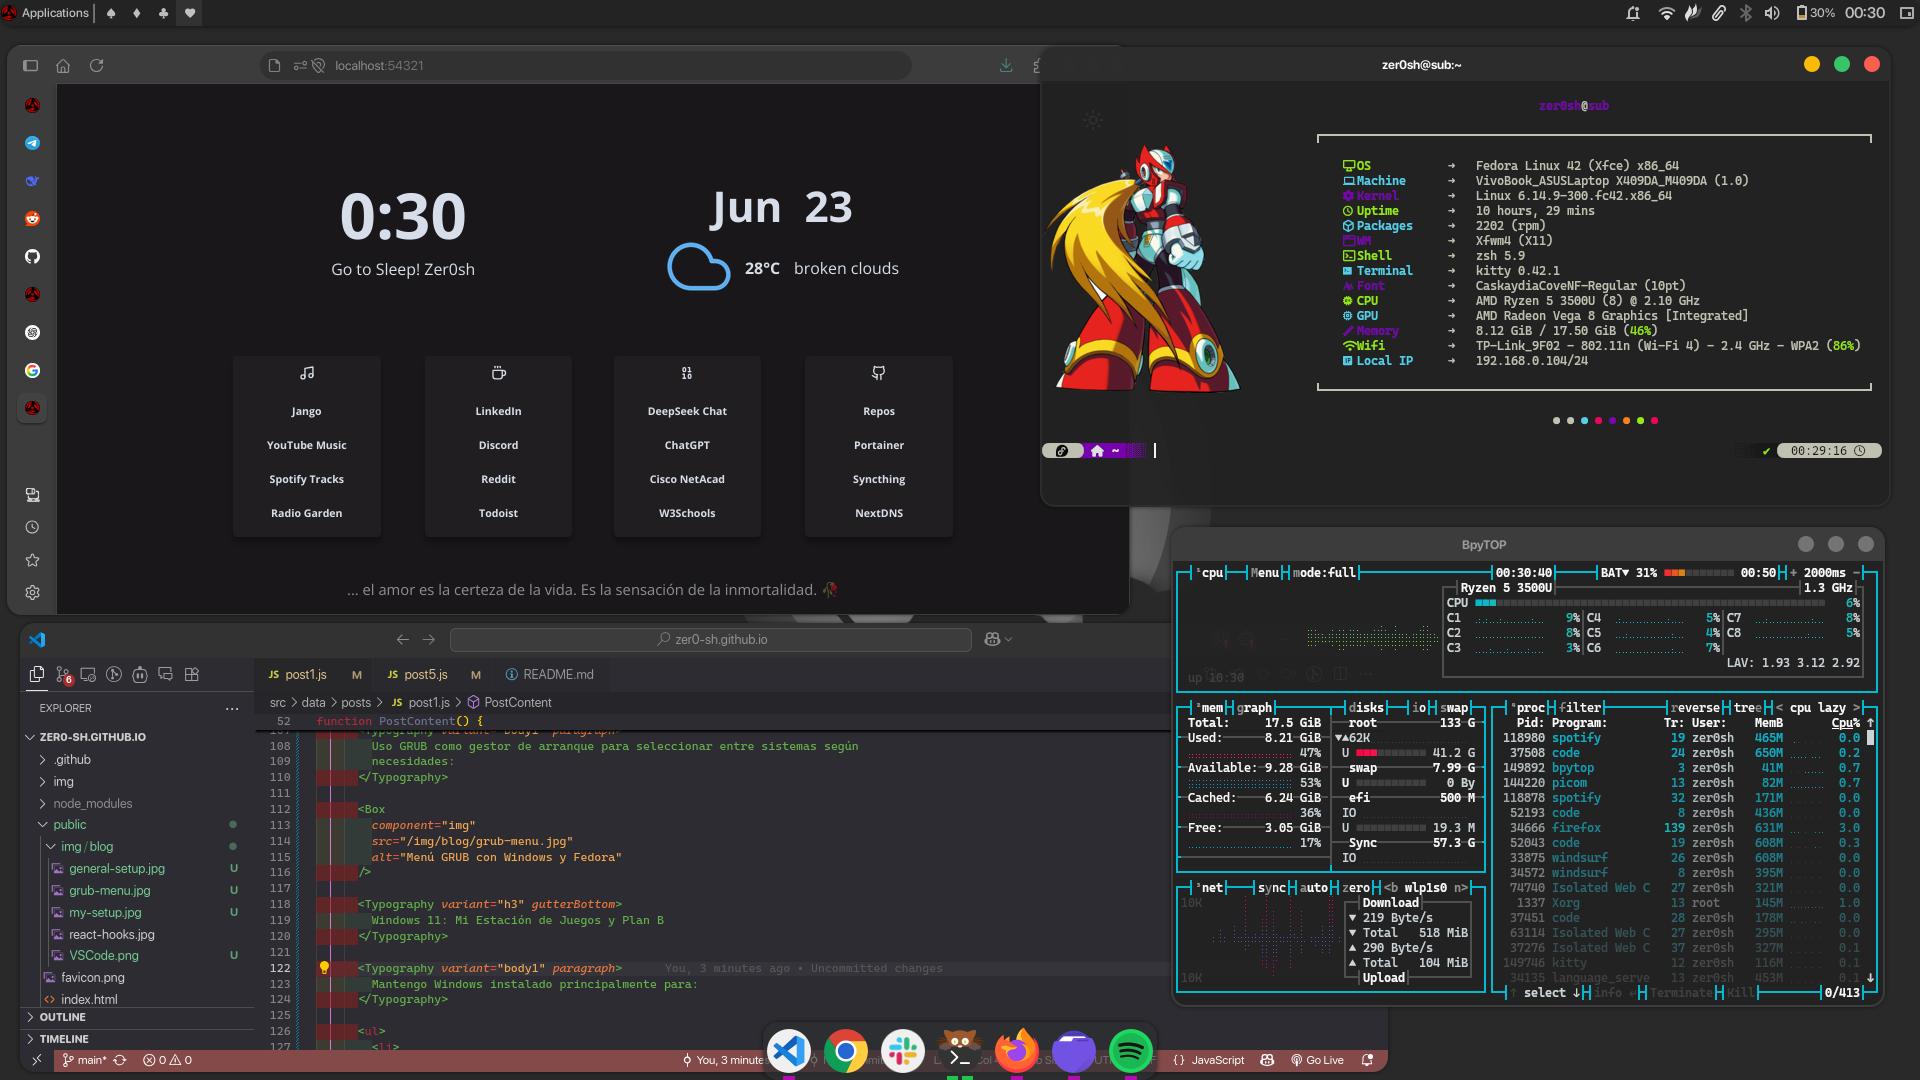 Applications
30% 00:30
localhost:54321
0:30
Go to Sleep! Zer0sh
Jun 23
28°C broken clouds
Jango
YouTube Music
Spotify Tracks
Radio Garden
LinkedIn
Discord
Reddit
Todoist
DeepSeek Chat
ChatGPT
Cisco NetAcad
W3Schools
Repos
Portainer
Syncthing
NextDNS
... el amor es la certeza de la vida. Es la sensación de la inmortalidad. 🥀
zer0sh@sub:~
zer0sh@sub
OS ➜ Fedora Linux 42 (Xfce) x86_64
Machine ➜ VivoBook_ASUSLaptop X409DA_M409DA (1.0)
Kernel ➜ Linux 6.14.9-300.fc42.x86_64
Uptime ➜ 10 hours, 29 mins
Packages ➜ 2202 (rpm)
WM ➜ Xfwm4 (X11)
Shell ➜ zsh 5.9
Terminal ➜ kitty 0.42.1
Font ➜ CaskaydiaCoveNF-Regular (10pt)
CPU ➜ AMD Ryzen 5 3500U (8) @ 2.10 GHz
GPU ➜ AMD Radeon Vega 8 Graphics [Integrated]
Memory ➜ 8.12 GiB / 17.50 GiB (46%)
Wifi ➜ TP-Link_9F02 - 802.11n (Wi-Fi 4) - 2.4 GHz - WPA2 (86%)
Local IP ➜ 192.168.0.104/24
~ ✔ 00:29:16
BpyTOP
¹cpu Menu mode:full 00:30:40 BAT▼ 31% 00:50 + 2000ms -
Ryzen 5 3500U 1.3 GHz
CPU 6%
C1 9% C4 5% C7 8%
C2 8% C5 4% C8 5%
C3 3% C6 7%
LAV: 1.93 3.12 2.92
up 10:30
²mem graph disks io swap
Total: 17.5 GiB
Used: 8.21 GiB
47%
Available: 9.28 GiB
53%
Cached: 6.24 GiB
36%
Free: 3.05 GiB
17%
root 133 G
▼▲62K
U 41.2 G
swap 7.99 G
U 0 By
efi 500 M
IO
U 19.3 M
Sync 57.3 G
IO
³net sync auto zero <b wlp1s0 n>
10K
Download
▼ 219 Byte/s
▼ Total 518 MiB
▲ 290 Byte/s
▲ Total 104 MiB
Upload
10K
⁴proc filter reverse tree < cpu lazy >
Pid: Program: Tr: User: MemB Cpu% ↑
118980 spotify 19 zer0sh 465M 0.0
37508 code 24 zer0sh 650M 0.2
149892 bpytop 3 zer0sh 41M 0.7
144220 picom 13 zer0sh 82M 0.7
118878 spotify 32 zer0sh 171M 0.0
52193 code 8 zer0sh 436M 0.0
34666 firefox 139 zer0sh 631M 3.0
52043 code 19 zer0sh 608M 0.3
33875 windsurf 26 zer0sh 608M 0.0
34572 windsurf 8 zer0sh 395M 0.0
74740 Isolated Web C 27 zer0sh 321M 0.0
1337 Xorg 13 root 145M 1.0
37451 code 28 zer0sh 178M 0.0
63114 Isolated Web C 27 zer0sh 295M 0.0
37276 Isolated Web C 37 zer0sh 327M 0.1
149746 kitty 12 zer0sh 116M 0.1
34135 language_serve 13 zer0sh 453M 0.1 ↓
↑ select ↓ info ↵ Terminate Kill 0/413
zer0-sh.github.io
6
EXPLORER ...
ZER0-SH.GITHUB.IO
.github
img
node_modules
public
img / blog
general-setup.jpg U
grub-menu.jpg U
my-setup.jpg U
react-hooks.jpg
VSCode.png U
favicon.png
index.html
OUTLINE
TIMELINE
JS post1.js M
JS post5.js M
README.md
src > data > posts > JS post1.js > PostContent
52 function PostContent() {
107 <Typography variant="body1" paragraph>
108 Uso GRUB como gestor de arranque para seleccionar entre sistemas según
109 necesidades:
110 </Typography>
111
112 <Box
113 component="img"
114 src="/img/blog/grub-menu.jpg"
115 alt="Menú GRUB con Windows y Fedora"
116 />
117
118 <Typography variant="h3" gutterBottom>
119 Windows 11: Mi Estación de Juegos y Plan B
120 </Typography>
121
122 <Typography variant="body1" paragraph> You, 3 minutes ago • Uncommitted changes
123 Mantengo Windows instalado principalmente para:
124 </Typography>
125
126 <ul>
127 <li>
main* 0 0 You, 3 minute { } JavaScript Go Live